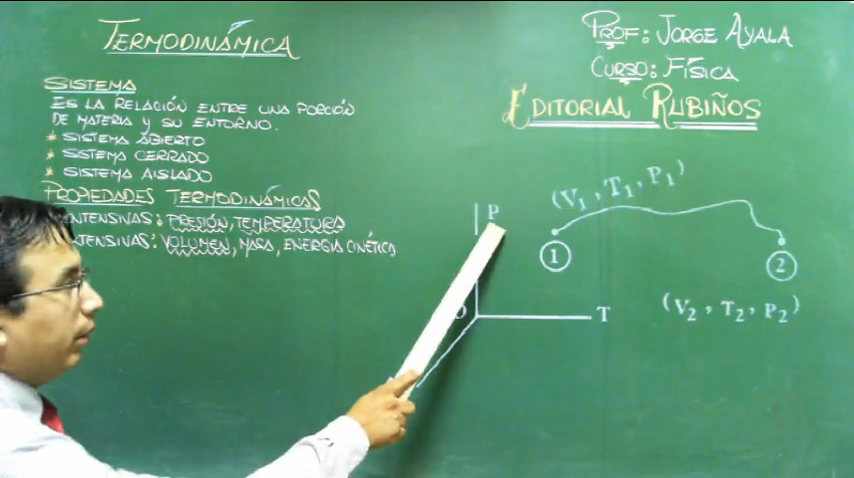 TERMODINÁMICA
SISTEMA
ES LA RELACIÓN ENTRE UNA PORCIÓN
DE MATERIA Y SU ENTORNO.
* SISTEMA ABIERTO
* SISTEMA CERRADO
* SISTEMA AISLADO
PROPIEDADES TERMODINÁMICAS
INTENSIVAS: PRESIÓN, TEMPERATURA
EXTENSIVAS: VOLUMEN, MASA, ENERGIA CINÉTICA
PROF: JORGE AYALA
CURSO: FÍSICA
EDITORIAL RUBIÑOS
(V₁, T₁, P₁)
P
1
2
T
(V₂, T₂, P₂)